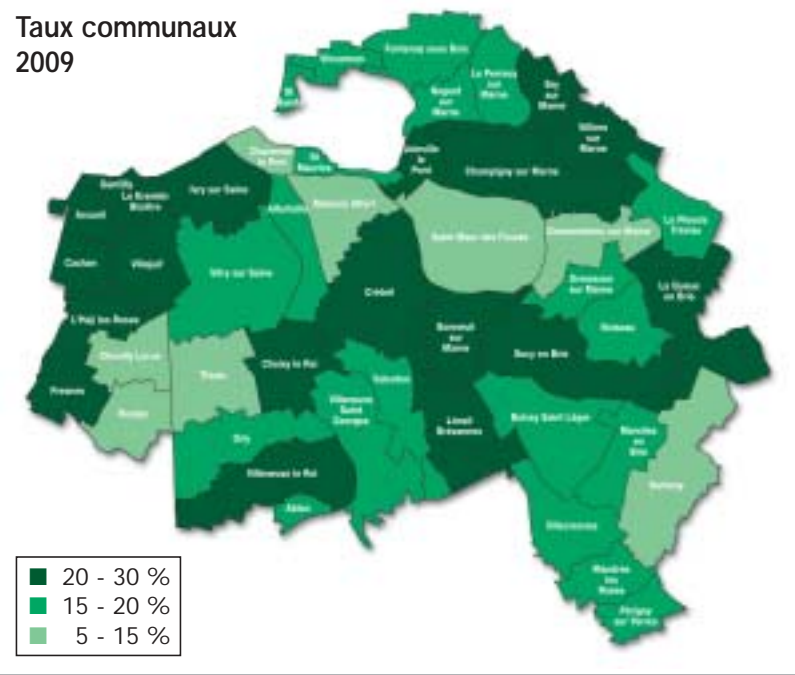 Taux communaux
2009
Vincennes
Fontenay sous Bois
Le Perreux
sur
Marne
Nogent
sur
Marne
Bry
sur
Marne
Villiers
sur
Marne
Joinville
le
Pont
Champigny sur Marne
Charenton
le Pont
St
Maurice
Gentilly
Le Kremlin
Bicêtre
Ivry sur Seine
Arcueil
Alfortville
Maisons Alfort
Saint Maur des Fossés
Chennevières sur Marne
Le Plessis
Trévise
Cachan
Villejuif
Vitry sur Seine
Créteil
Ormesson
sur Marne
La Queue
en Brie
L'Haÿ les Roses
Bonneuil
sur
Marne
Noiseau
Chevilly Larue
Thiais
Choisy le Roi
Sucy en Brie
Fresnes
Rungis
Valenton
Villeneuve
Saint
Georges
Limeil
Brévannes
Boissy Saint Léger
Orly
Marolles
en
Brie
Villeneuve le Roi
Santeny
Ablon
Villecresnes
Mandres
les
Roses
Périgny
sur Yerres
20 - 30 %
15 - 20 %
5 - 15 %